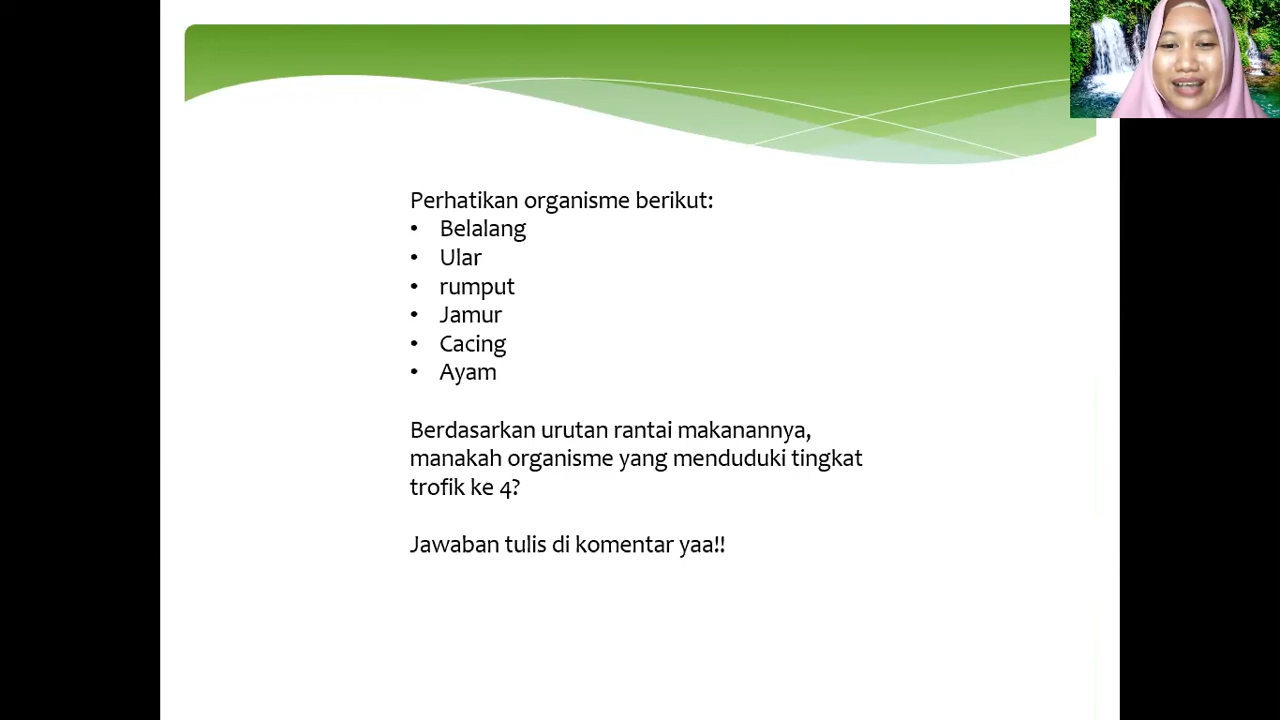 Perhatikan organisme berikut:
• Belalang
• Ular
• rumput
• Jamur
• Cacing
• Ayam
Berdasarkan urutan rantai makanannya,
manakah organisme yang menduduki tingkat
trofik ke 4?
Jawaban tulis di komentar yaa!!